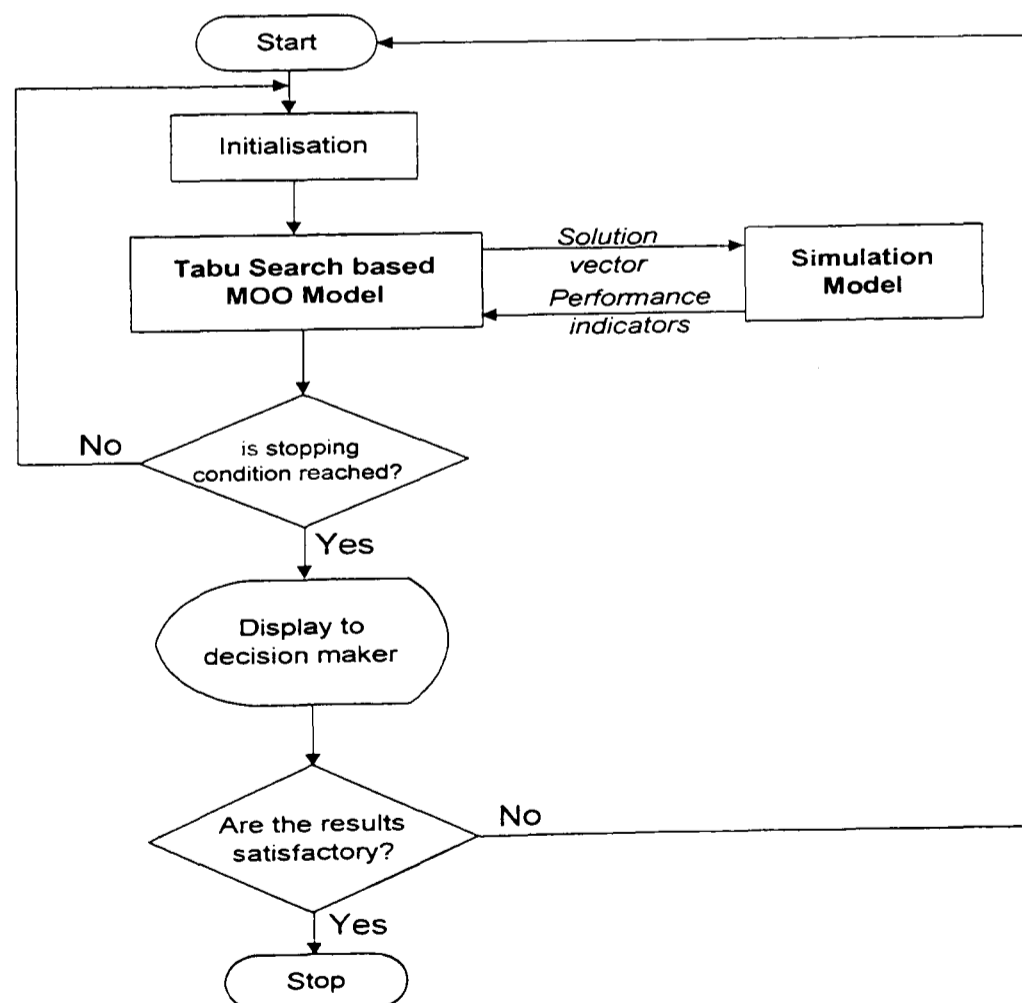 Start
Initialisation
Tabu Search based
MOO Model
Solution
vector
Performance
indicators
Simulation
Model
No
is stopping
condition reached?
Yes
Display to
decision maker
Are the results
satisfactory?
No
Yes
Stop